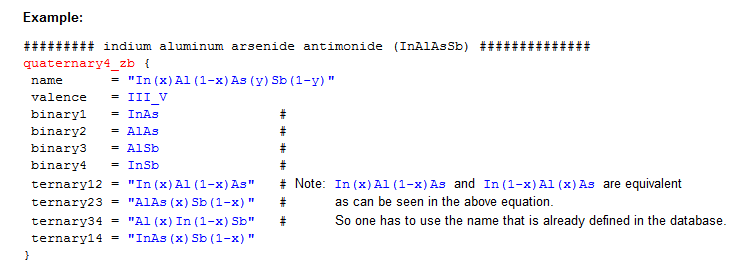 Example:
######### indium aluminum arsenide antimonide (InAlAsSb) ##############
quaternary4_zb {
name = "In(x)Al(1-x)As(y)Sb(1-y)"
valence = III_V
binary1 = InAs #
binary2 = AlAs #
binary3 = AlSb #
binary4 = InSb #
ternary12 = "In(x)Al(1-x)As" # Note: In(x)Al(1-x)As and In(1-x)Al(x)As are equivalent
ternary23 = "AlAs(x)Sb(1-x)" # as can be seen in the above equation.
ternary34 = "Al(x)In(1-x)Sb" # So one has to use the name that is already defined in the database.
ternary14 = "InAs(x)Sb(1-x)"
}